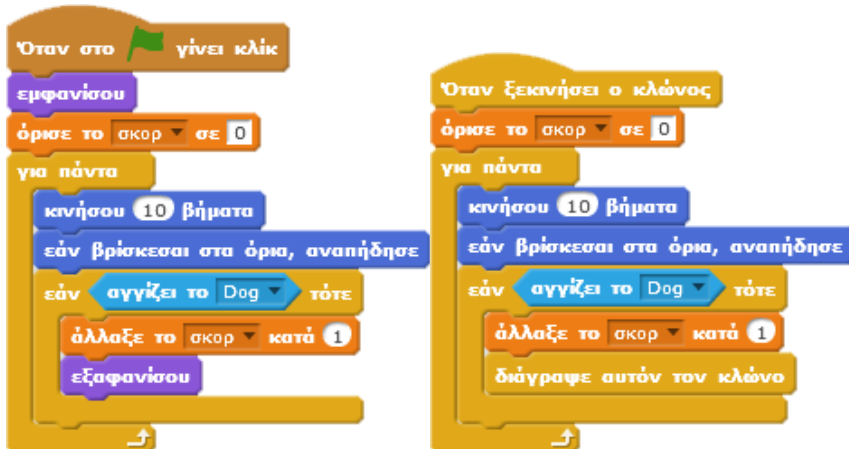 Όταν στο γίνει κλίκ
εμφανίσου
όρισε το σκορ σε 0
για πάντα
κινήσου 10 βήματα
εάν βρίσκεσαι στα όρια, αναπήδησε
εάν αγγίζει το Dog τότε
άλλαξε το σκορ κατά 1
εξαφανίσου
Όταν ξεκινήσει ο κλώνος
όρισε το σκορ σε 0
για πάντα
κινήσου 10 βήματα
εάν βρίσκεσαι στα όρια, αναπήδησε
εάν αγγίζει το Dog τότε
άλλαξε το σκορ κατά 1
διάγραψε αυτόν τον κλώνο